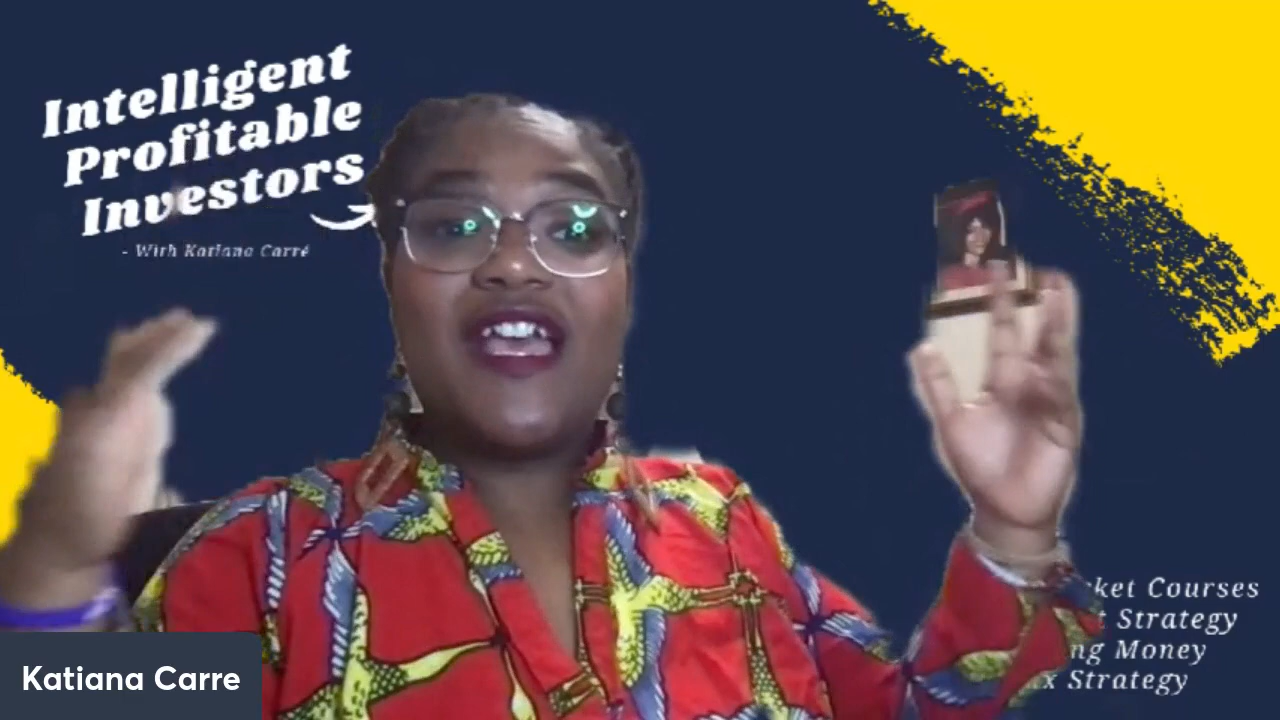 Intelligent
Profitable
Investors
- With Katiana Carré
Courses
Strategy
Money
Strategy
Katiana Carre